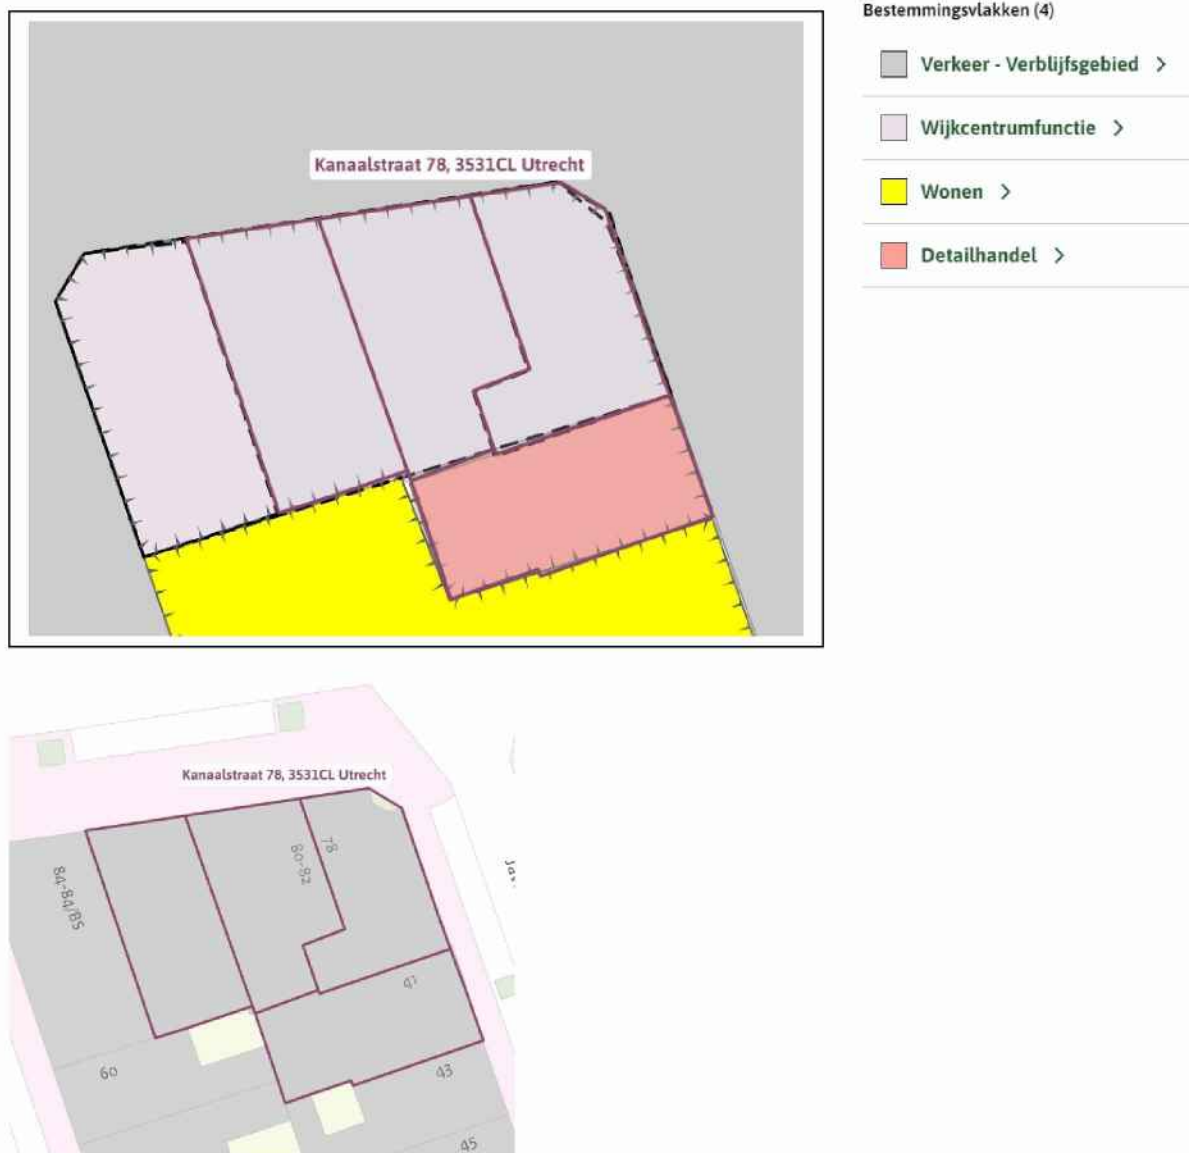 Bestemmingsvlakken (4)
Verkeer - Verblijfsgebied >
Wijkcentrumfunctie >
Wonen >
Detailhandel >
Kanaalstraat 78, 3531CL Utrecht
Kanaalstraat 78, 3531CL Utrecht
78
80-82
84-84/BS
41
60
43
45